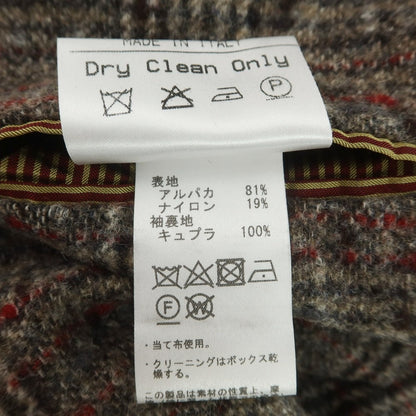 MADE IN ITALY
Dry Clean Only
P
表地
アルパカ 81%
ナイロン 19%
袖裏地
キュプラ 100%
F W
・当て布使用。
・クリーニングはボックス乾
燥する。
この製品は素材の性質上、摩